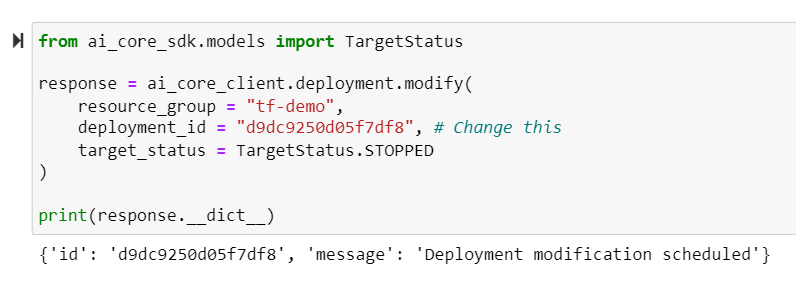 from ai_core_sdk.models import TargetStatus
response = ai_core_client.deployment.modify(
resource_group = "tf-demo",
deployment_id = "d9dc9250d05f7df8", # Change this
target_status = TargetStatus.STOPPED
)
print(response.__dict__)
{'id': 'd9dc9250d05f7df8', 'message': 'Deployment modification scheduled'}